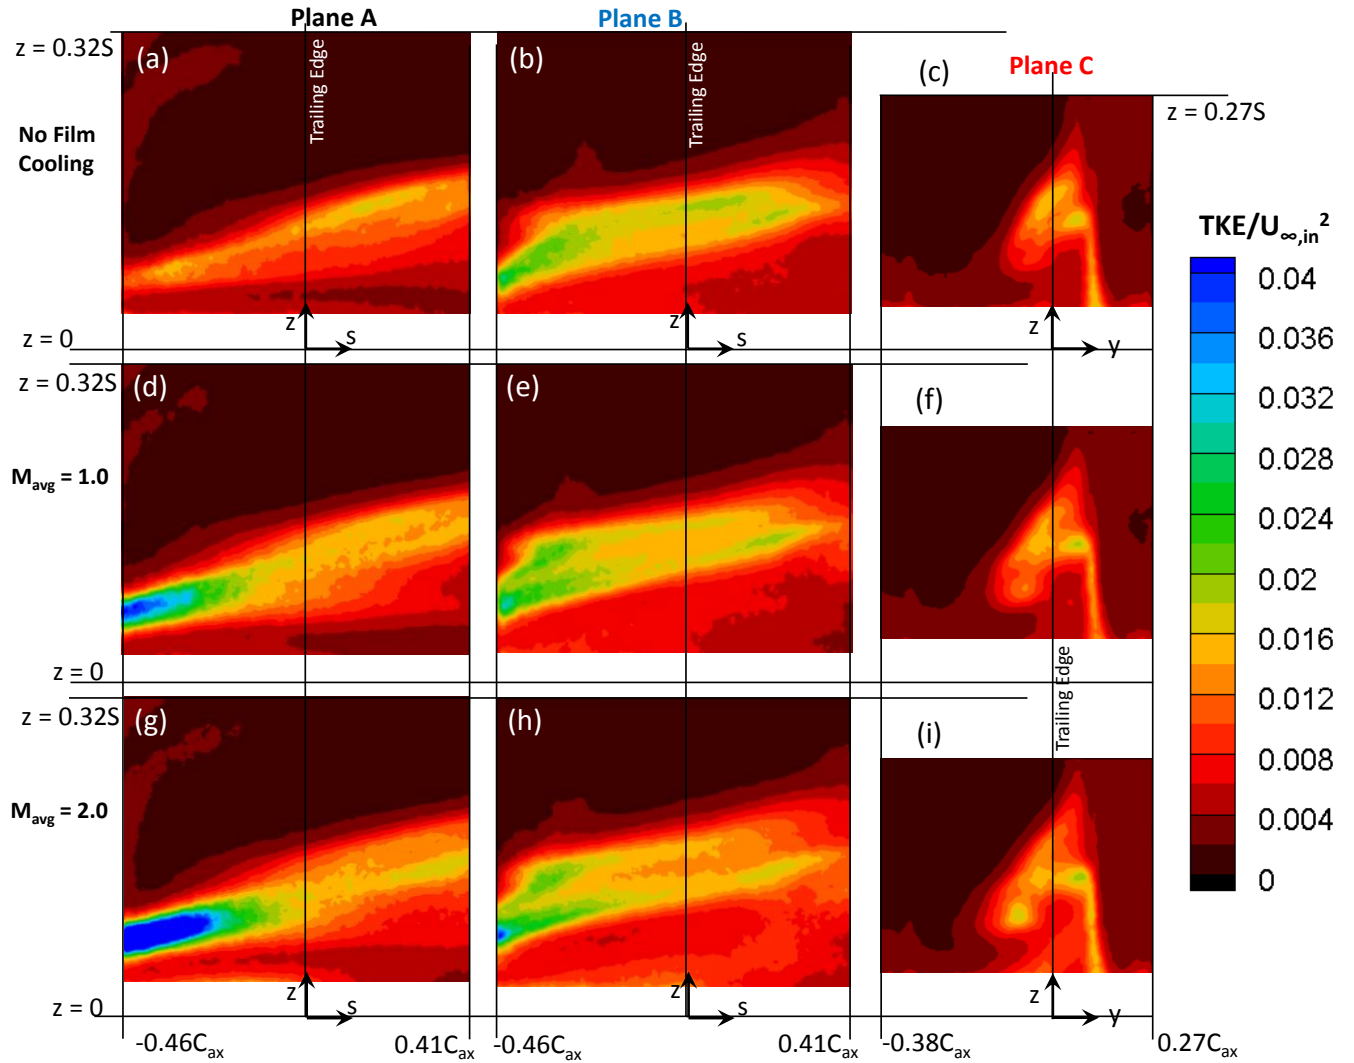 Plane A
Plane B
Plane C
z = 0.32S
(a)
Trailing Edge
(b)
Trailing Edge
(c)
z = 0.27S
No Film
Cooling
TKE/U∞,in²
0.04
0.036
0.032
0.028
0.024
0.02
0.016
0.012
0.008
0.004
0
z = 0
z
s
z
s
z
y
z = 0.32S
(d)
(e)
(f)
Mavg = 1.0
z = 0
Trailing Edge
z = 0.32S
(g)
(h)
(i)
Mavg = 2.0
z = 0
z
s
z
s
z
y
-0.46Cax
0.41Cax
-0.46Cax
0.41Cax
-0.38Cax
0.27Cax